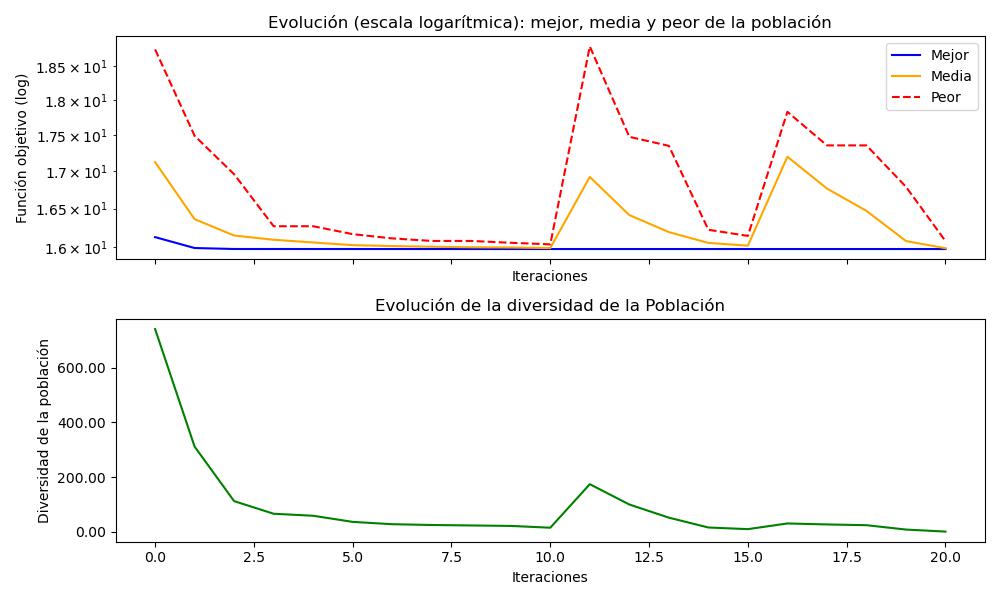 Evolución (escala logarítmica): mejor, media y peor de la población
Función objetivo (log)
1.85 × 10¹
1.8 × 10¹
1.75 × 10¹
1.7 × 10¹
1.65 × 10¹
1.6 × 10¹
Mejor
Media
Peor
Iteraciones
Evolución de la diversidad de la Población
Diversidad de la población
600.00
400.00
200.00
0.00
0.0 2.5 5.0 7.5 10.0 12.5 15.0 17.5 20.0
Iteraciones